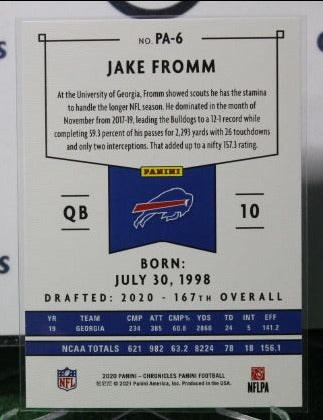 NO. PA-6
JAKE FROMM
At the University of Georgia, Fromm showed scouts he has the stamina
to handle the longer NFL season. He dominated in the month of
November from 2017-19, leading the Bulldogs to a 12-1 record while
completing 59.3 percent of his passes for 2,293 yards with 26 touchdowns
and only two interceptions. That added up to a nifty 157.3 rating.
PANINI
QB 10
BORN:
JULY 30, 1998
DRAFTED: 2020 - 167TH OVERALL
YR TEAM CMP ATT CMP% YDS TD INT EFF
19 GEORGIA 234 385 60.8 2860 24 5 141.2
NCAA TOTALS 621 982 63.2 8224 78 18 156.1
NFL
2020 PANINI - CHRONICLES PANINI FOOTBALL
© 2021 Panini America, Inc. Produced in the USA.
NFLPA